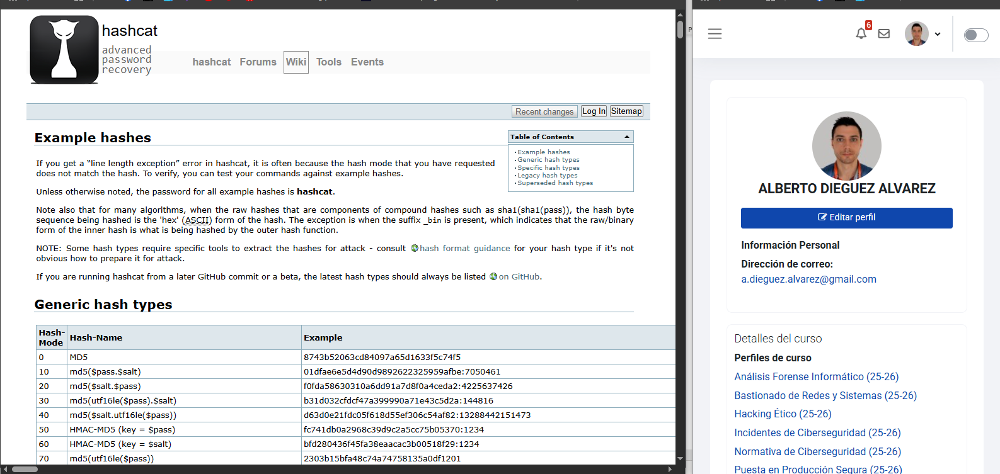 hashcat
advanced
password
recovery
hashcat Forums Wiki Tools Events
Recent changes Log In Sitemap
Example hashes
Table of Contents
Example hashes
Generic hash types
Specific hash types
Legacy hash types
Superseded hash types
If you get a “line length exception” error in hashcat, it is often because the hash mode that you have requested
does not match the hash. To verify, you can test your commands against example hashes.
Unless otherwise noted, the password for all example hashes is hashcat.
Note also that for many algorithms, when the raw hashes that are components of compound hashes such as sha1(sha1(pass)), the hash byte
sequence being hashed is the 'hex' (ASCII) form of the hash. The exception is when the suffix _bin is present, which indicates that the raw/binary
form of the inner hash is what is being hashed by the outer hash function.
NOTE: Some hash types require specific tools to extract the hashes for attack - consult hash format guidance for your hash type if it's not
obvious how to prepare it for attack.
If you are running hashcat from a later GitHub commit or a beta, the latest hash types should always be listed on GitHub.
Generic hash types
Hash-
Mode Hash-Name Example
0 MD5 8743b52063cd84097a65d1633f5c74f5
10 md5($pass.$salt) 01dfae6e5d4d90d9892622325959afbe:7050461
20 md5($salt.$pass) f0fda58630310a6dd91a7d8f0a4ceda2:4225637426
30 md5(utf16le($pass).$salt) b31d032cfdcf47a399990a71e43c5d2a:144816
40 md5($salt.utf16le($pass)) d63d0e21fdc05f618d55ef306c54af82:13288442151473
50 HMAC-MD5 (key = $pass) fc741db0a2968c39d9c2a5cc75b05370:1234
60 HMAC-MD5 (key = $salt) bfd280436f45fa38eaacac3b00518f29:1234
70 md5(utf16le($pass)) 2303b15bfa48c74a74758135a0df1201
P
6
ALBERTO DIEGUEZ ALVAREZ
Editar perfil
Información Personal
Dirección de correo:
a.dieguez.alvarez@gmail.com
Detalles del curso
Perfiles de curso
Análisis Forense Informático (25-26)
Bastionado de Redes y Sistemas (25-26)
Hacking Ético (25-26)
Incidentes de Ciberseguridad (25-26)
Normativa de Ciberseguridad (25-26)
Puesta en Producción Segura (25-26)